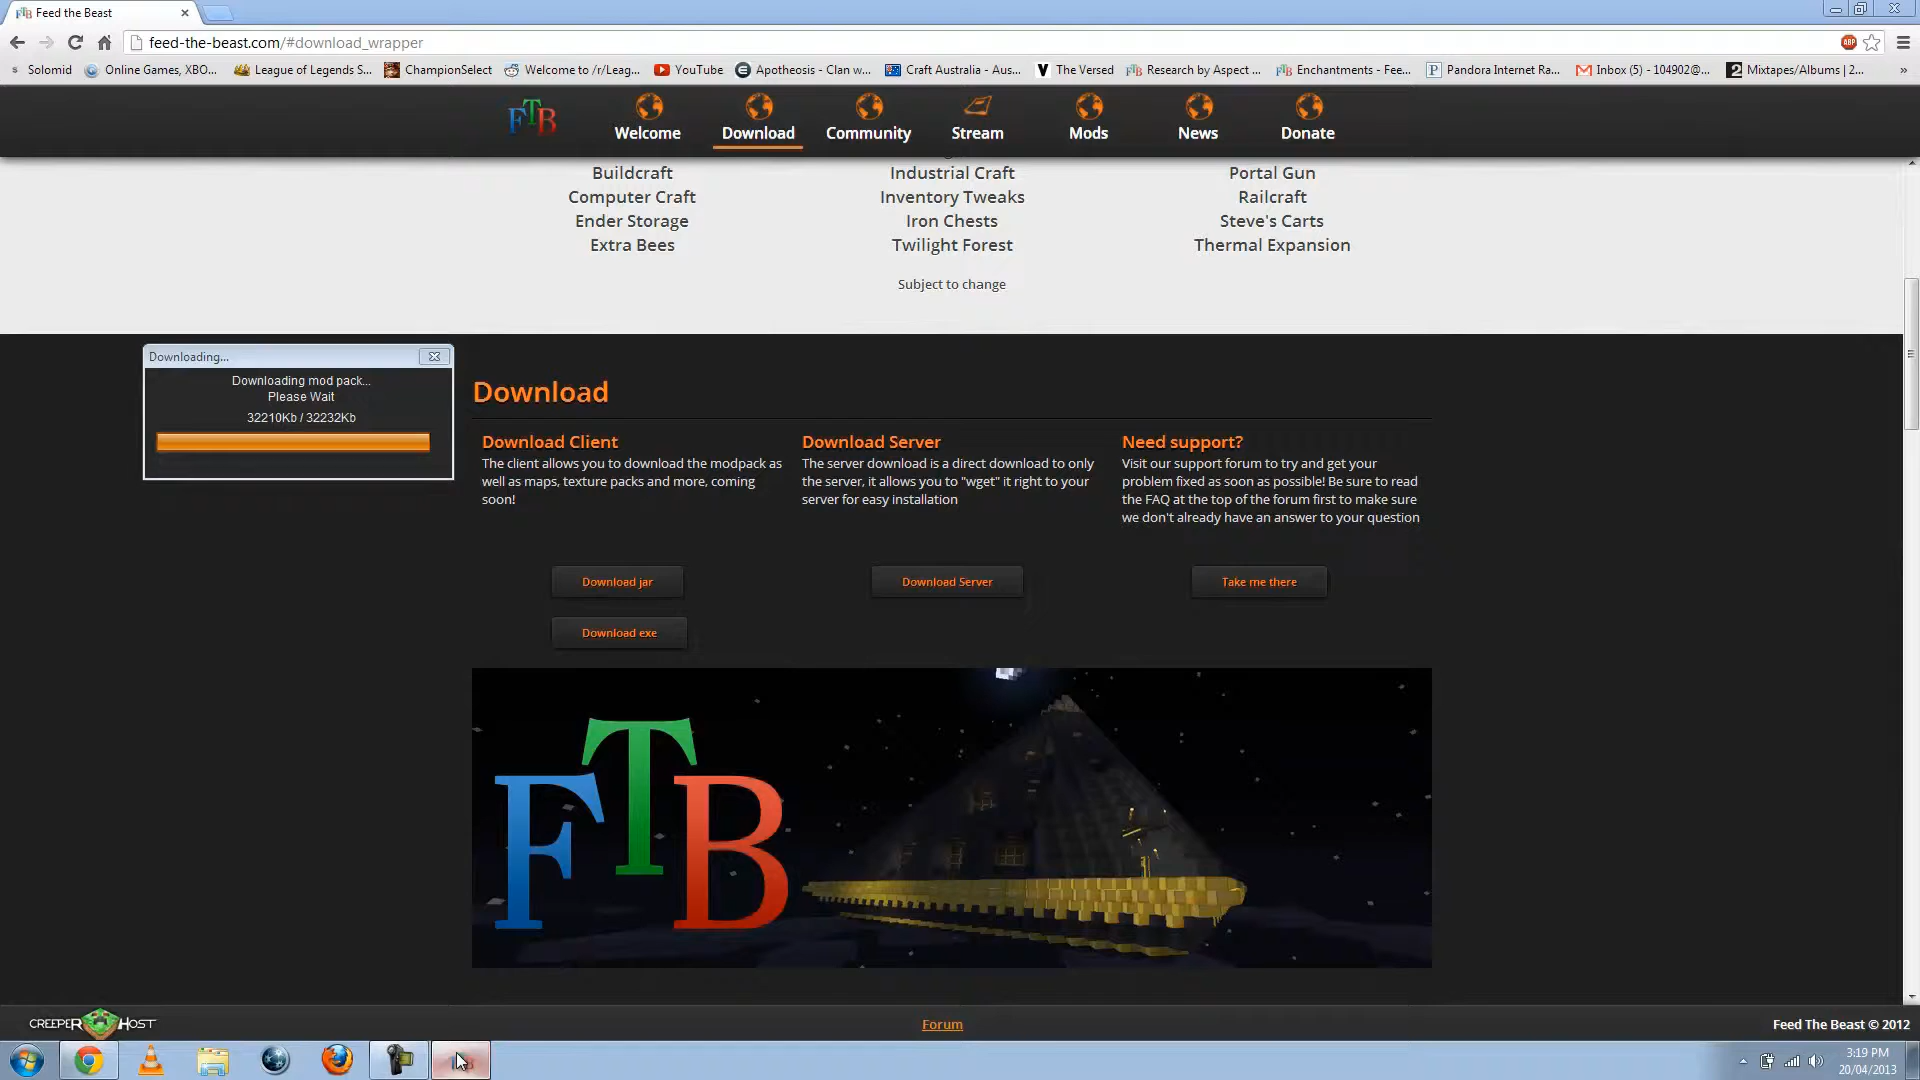 Feed the Beast
feed-the-beast.com/#download_wrapper
ABP
S Solomid
Online Games, XBO...
League of Legends S...
ChampionSelect
Welcome to /r/Leag...
YouTube
Apotheosis - Clan w...
Craft Australia - Aus...
The Versed
Research by Aspect ...
Enchantments - Fee...
Pandora Internet Ra...
Inbox (5) - 104902@...
Mixtapes/Albums | 2...
»
FTB
Welcome
Download
Community
Stream
Mods
News
Donate
Buildcraft
Industrial Craft
Portal Gun
Computer Craft
Inventory Tweaks
Railcraft
Ender Storage
Iron Chests
Steve's Carts
Extra Bees
Twilight Forest
Thermal Expansion
Subject to change
Downloading...
Downloading mod pack...
Please Wait
32210Kb / 32232Kb
Download
Download Client
The client allows you to download the modpack as
well as maps, texture packs and more, coming
soon!
Download jar
Download exe
Download Server
The server download is a direct download to only
the server, it allows you to "wget" it right to your
server for easy installation
Download Server
Need support?
Visit our support forum to try and get your
problem fixed as soon as possible! Be sure to read
the FAQ at the top of the forum first to make sure
we don't already have an answer to your question
Take me there
FTB
CREEPER HOST
Forum
Feed The Beast © 2012
3:19 PM
20/04/2013